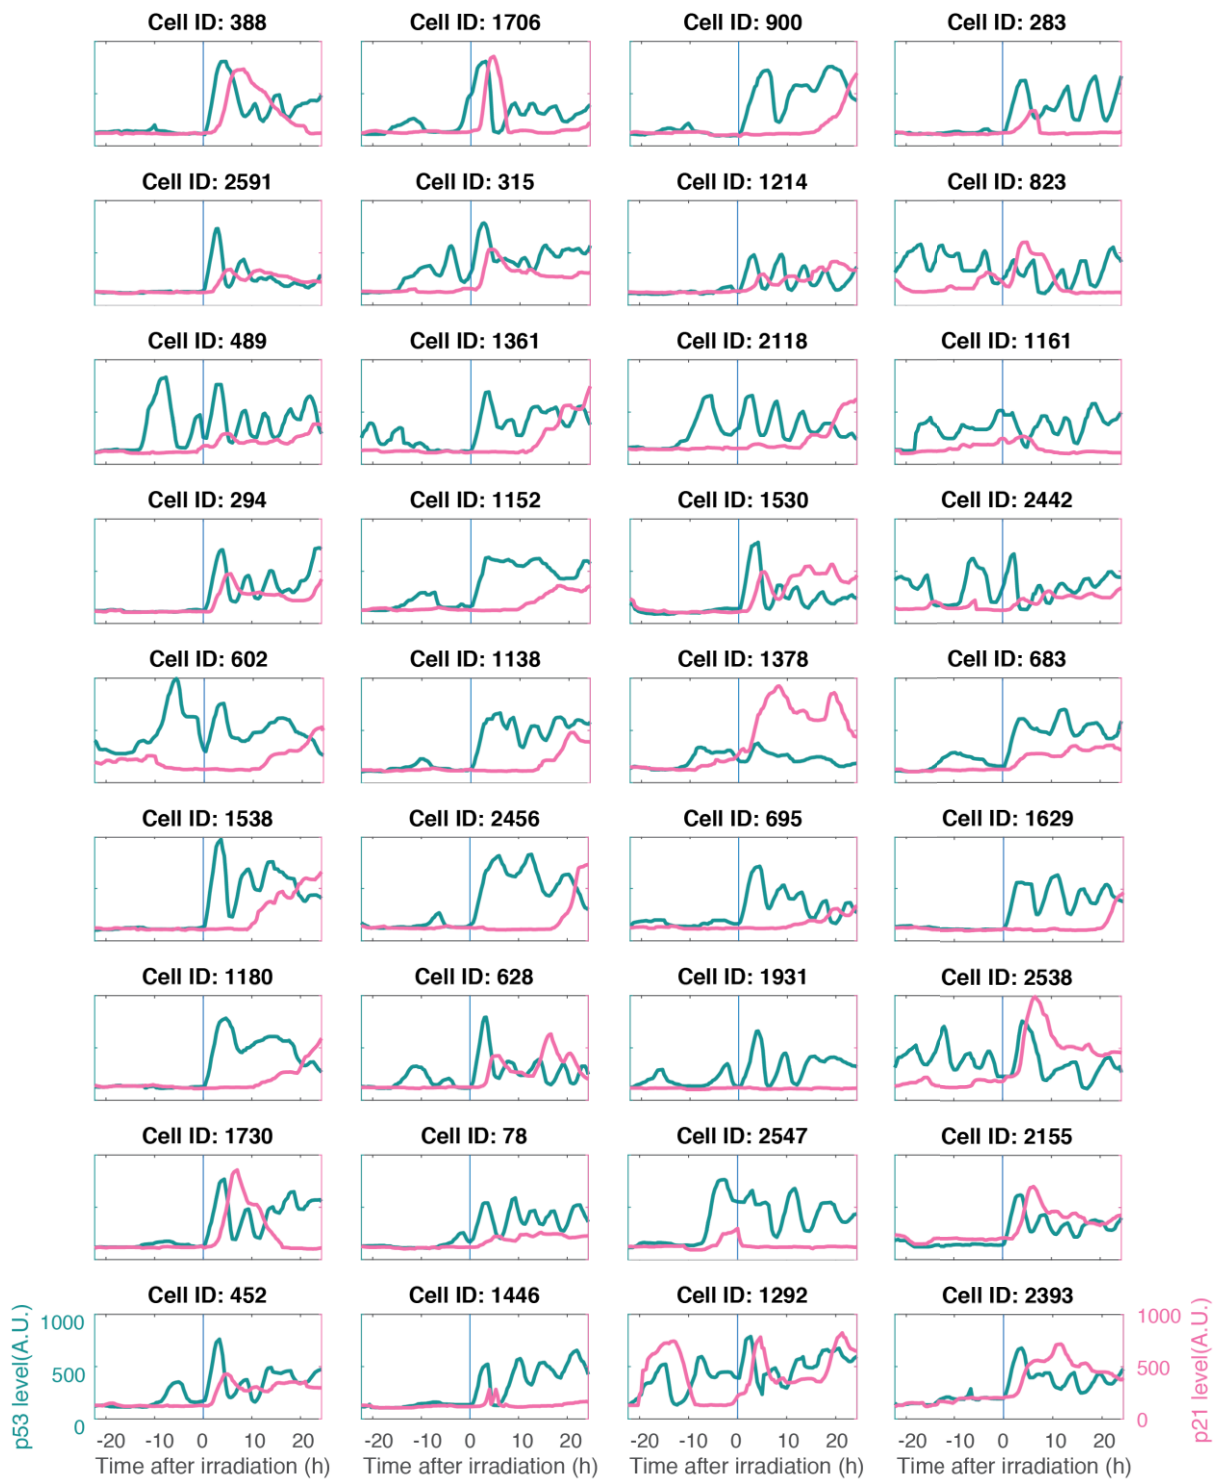 Cell ID: 388
Cell ID: 1706
Cell ID: 900
Cell ID: 283
Cell ID: 2591
Cell ID: 315
Cell ID: 1214
Cell ID: 823
Cell ID: 489
Cell ID: 1361
Cell ID: 2118
Cell ID: 1161
Cell ID: 294
Cell ID: 1152
Cell ID: 1530
Cell ID: 2442
Cell ID: 602
Cell ID: 1138
Cell ID: 1378
Cell ID: 683
Cell ID: 1538
Cell ID: 2456
Cell ID: 695
Cell ID: 1629
Cell ID: 1180
Cell ID: 628
Cell ID: 1931
Cell ID: 2538
Cell ID: 1730
Cell ID: 78
Cell ID: 2547
Cell ID: 2155
Cell ID: 452
Cell ID: 1446
Cell ID: 1292
Cell ID: 2393
p53 level(A.U.)
1000
500
0
1000
500
0
p21 level(A.U.)
-20 -10 0 10 20
-20 -10 0 10 20
-20 -10 0 10 20
-20 -10 0 10 20
Time after irradiation (h)
Time after irradiation (h)
Time after irradiation (h)
Time after irradiation (h)